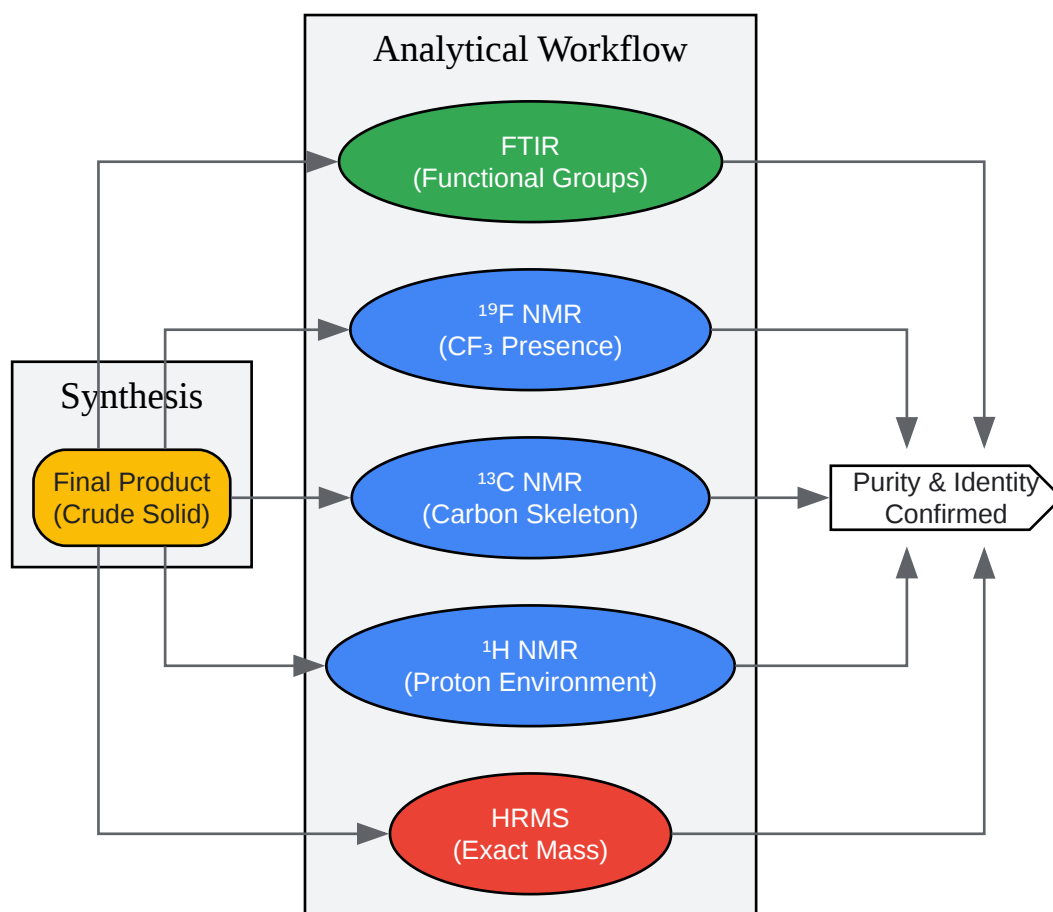 Analytical Workflow
FTIR
(Functional Groups)
¹⁹F NMR
(CF₃ Presence)
Synthesis
Final Product
(Crude Solid)
¹³C NMR
(Carbon Skeleton)
Purity & Identity
Confirmed
¹H NMR
(Proton Environment)
HRMS
(Exact Mass)